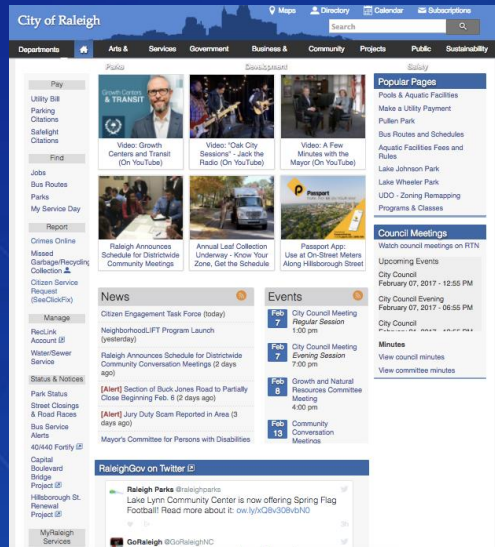 City of Raleigh
Maps
Directory
Calendar
Subscriptions
Search
Departments
Arts & Parks
Services
Government
Business & Development
Community
Projects
Public Safety
Sustainability
Pay
Utility Bill
Parking
Citations
Safelight
Citations
Find
Jobs
Bus Routes
Parks
My Service Day
Report
Crimes Online
Missed
Garbage/Recycling
Collection
Citizen Service
Request
(SeeClickFix)
Manage
RecLink
Account
Water/Sewer
Service
Status & Notices
Park Status
Street Closings
& Road Races
Bus Service
Alerts
40/440 Fortify
Capital
Boulevard
Bridge
Project
Hillsborough St.
Renewal
Project
MyRaleigh
Services
Growth Centers
& TRANSIT
Video: Growth
Centers and Transit
(On YouTube)
Video: "Oak City
Sessions" - Jack the
Radio (On YouTube)
Video: A Few
Minutes with the
Mayor (On YouTube)
Raleigh Announces
Schedule for Districtwide
Community Meetings
Annual Leaf Collection
Underway - Know Your
Zone, Get the Schedule
Passport
Passport App:
Use at On-Street Meters
Along Hillsborough Street
News
Citizen Engagement Task Force (today)
NeighborhoodLIFT Program Launch
(yesterday)
Raleigh Announces Schedule for Districtwide
Community Conversation Meetings (2 days
ago)
[Alert] Section of Buck Jones Road to Partially
Close Beginning Feb. 6 (2 days ago)
[Alert] Jury Duty Scam Reported in Area (3
days ago)
Mayor's Committee for Persons with Disabilities
Events
Feb
7
City Council Meeting
Regular Session
1:00 pm
Feb
7
City Council Meeting
Evening Session
7:00 pm
Feb
8
Growth and Natural
Resources Committee
Meeting
4:00 pm
Feb
13
Community
Conversation
Meetings
RaleighGov on Twitter
Raleigh Parks @raleighparks
Lake Lynn Community Center is now offering Spring Flag
Football! Read more about it: ow.ly/xQ8v308vbN0
GoRaleigh @GoRaleighNC
Popular Pages
Pools & Aquatic Facilities
Make a Utility Payment
Pullen Park
Bus Routes and Schedules
Aquatic Facilities Fees and
Rules
Lake Johnson Park
Lake Wheeler Park
UDO - Zoning Remapping
Programs & Classes
Council Meetings
Watch council meetings on RTN
Upcoming Events
City Council
February 07, 2017 - 12:55 PM
City Council Evening
February 07, 2017 - 06:55 PM
City Council
Minutes
View council minutes
View committee minutes